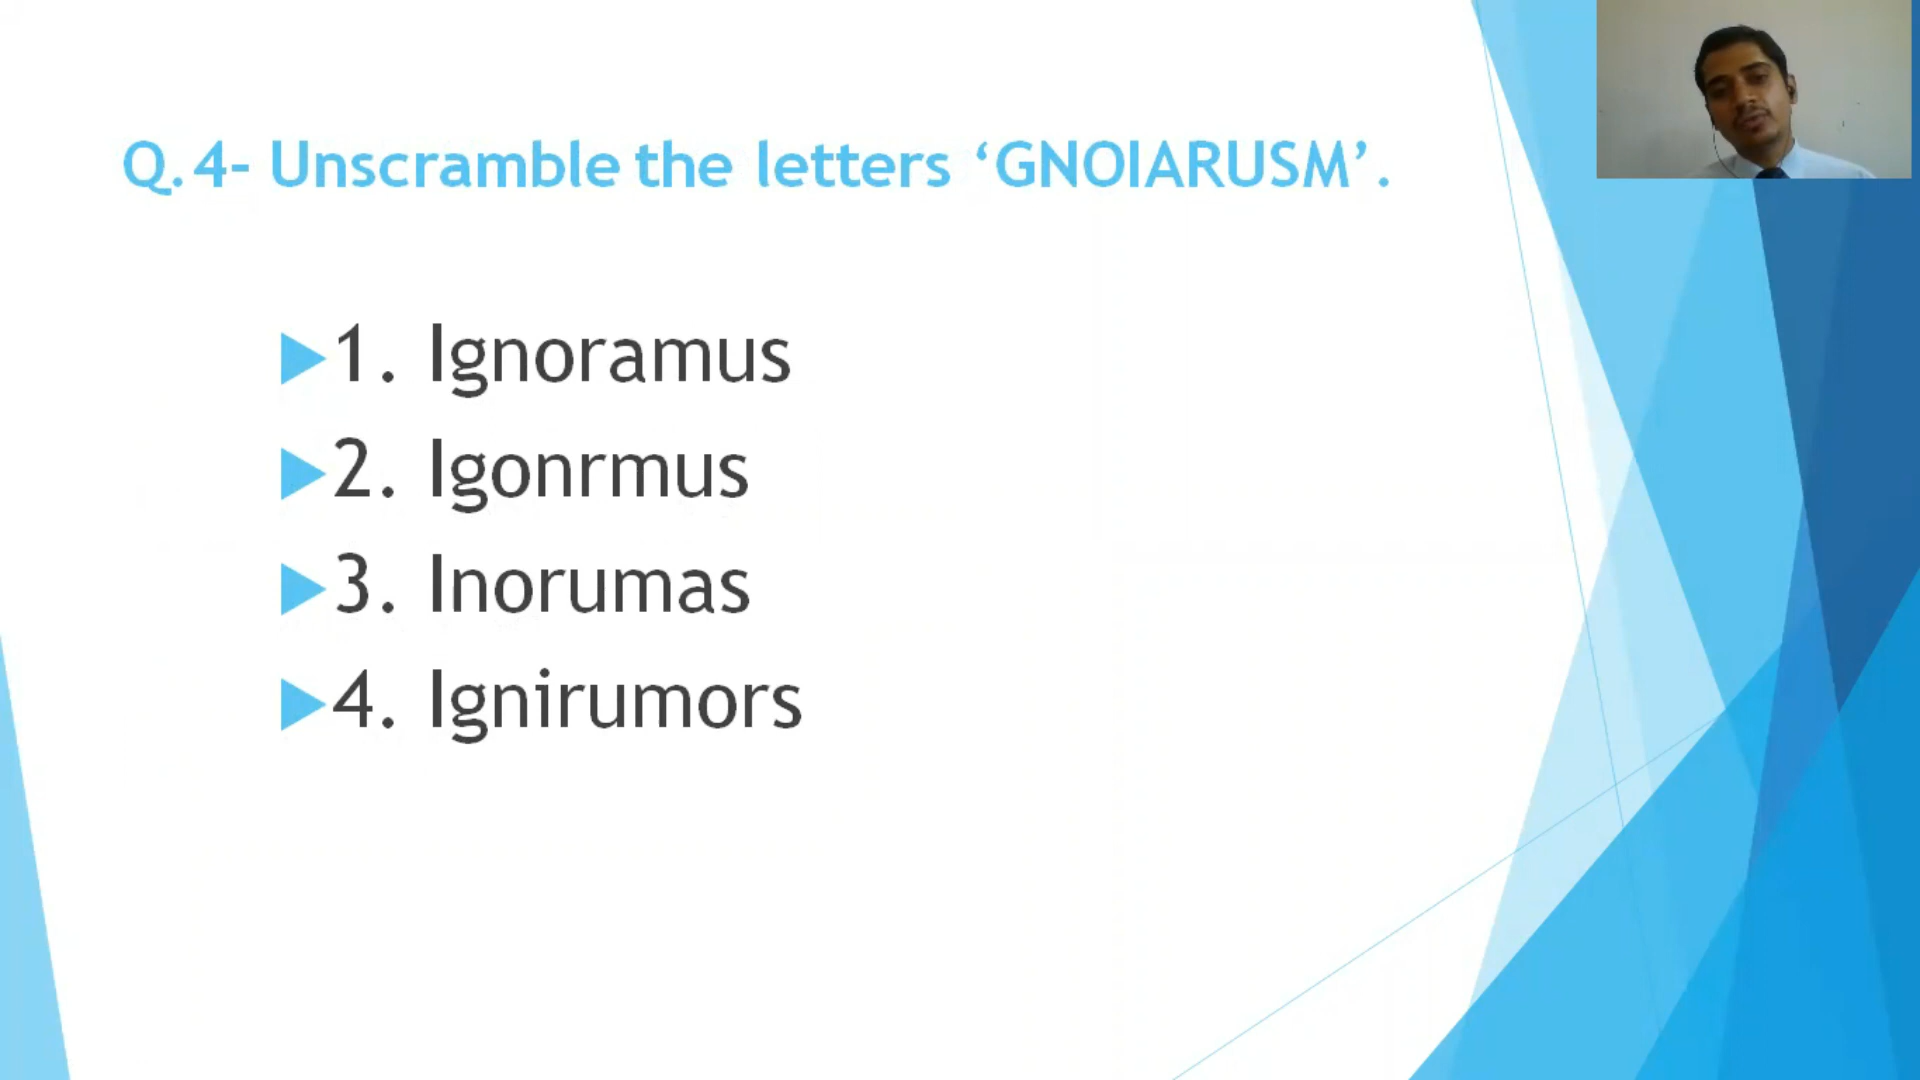 Q.4- Unscramble the letters ‘GNOIARUSM’.
1. Ignoramus
2. Igonrmus
3. Inorumas
4. Ignirumors